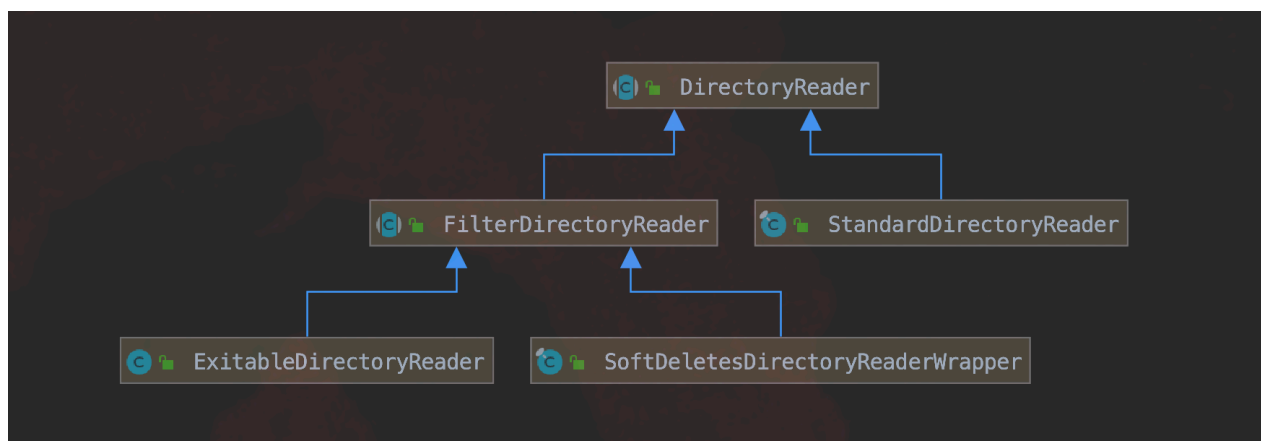 DirectoryReader
FilterDirectoryReader
StandardDirectoryReader
ExitableDirectoryReader
SoftDeletesDirectoryReaderWrapper